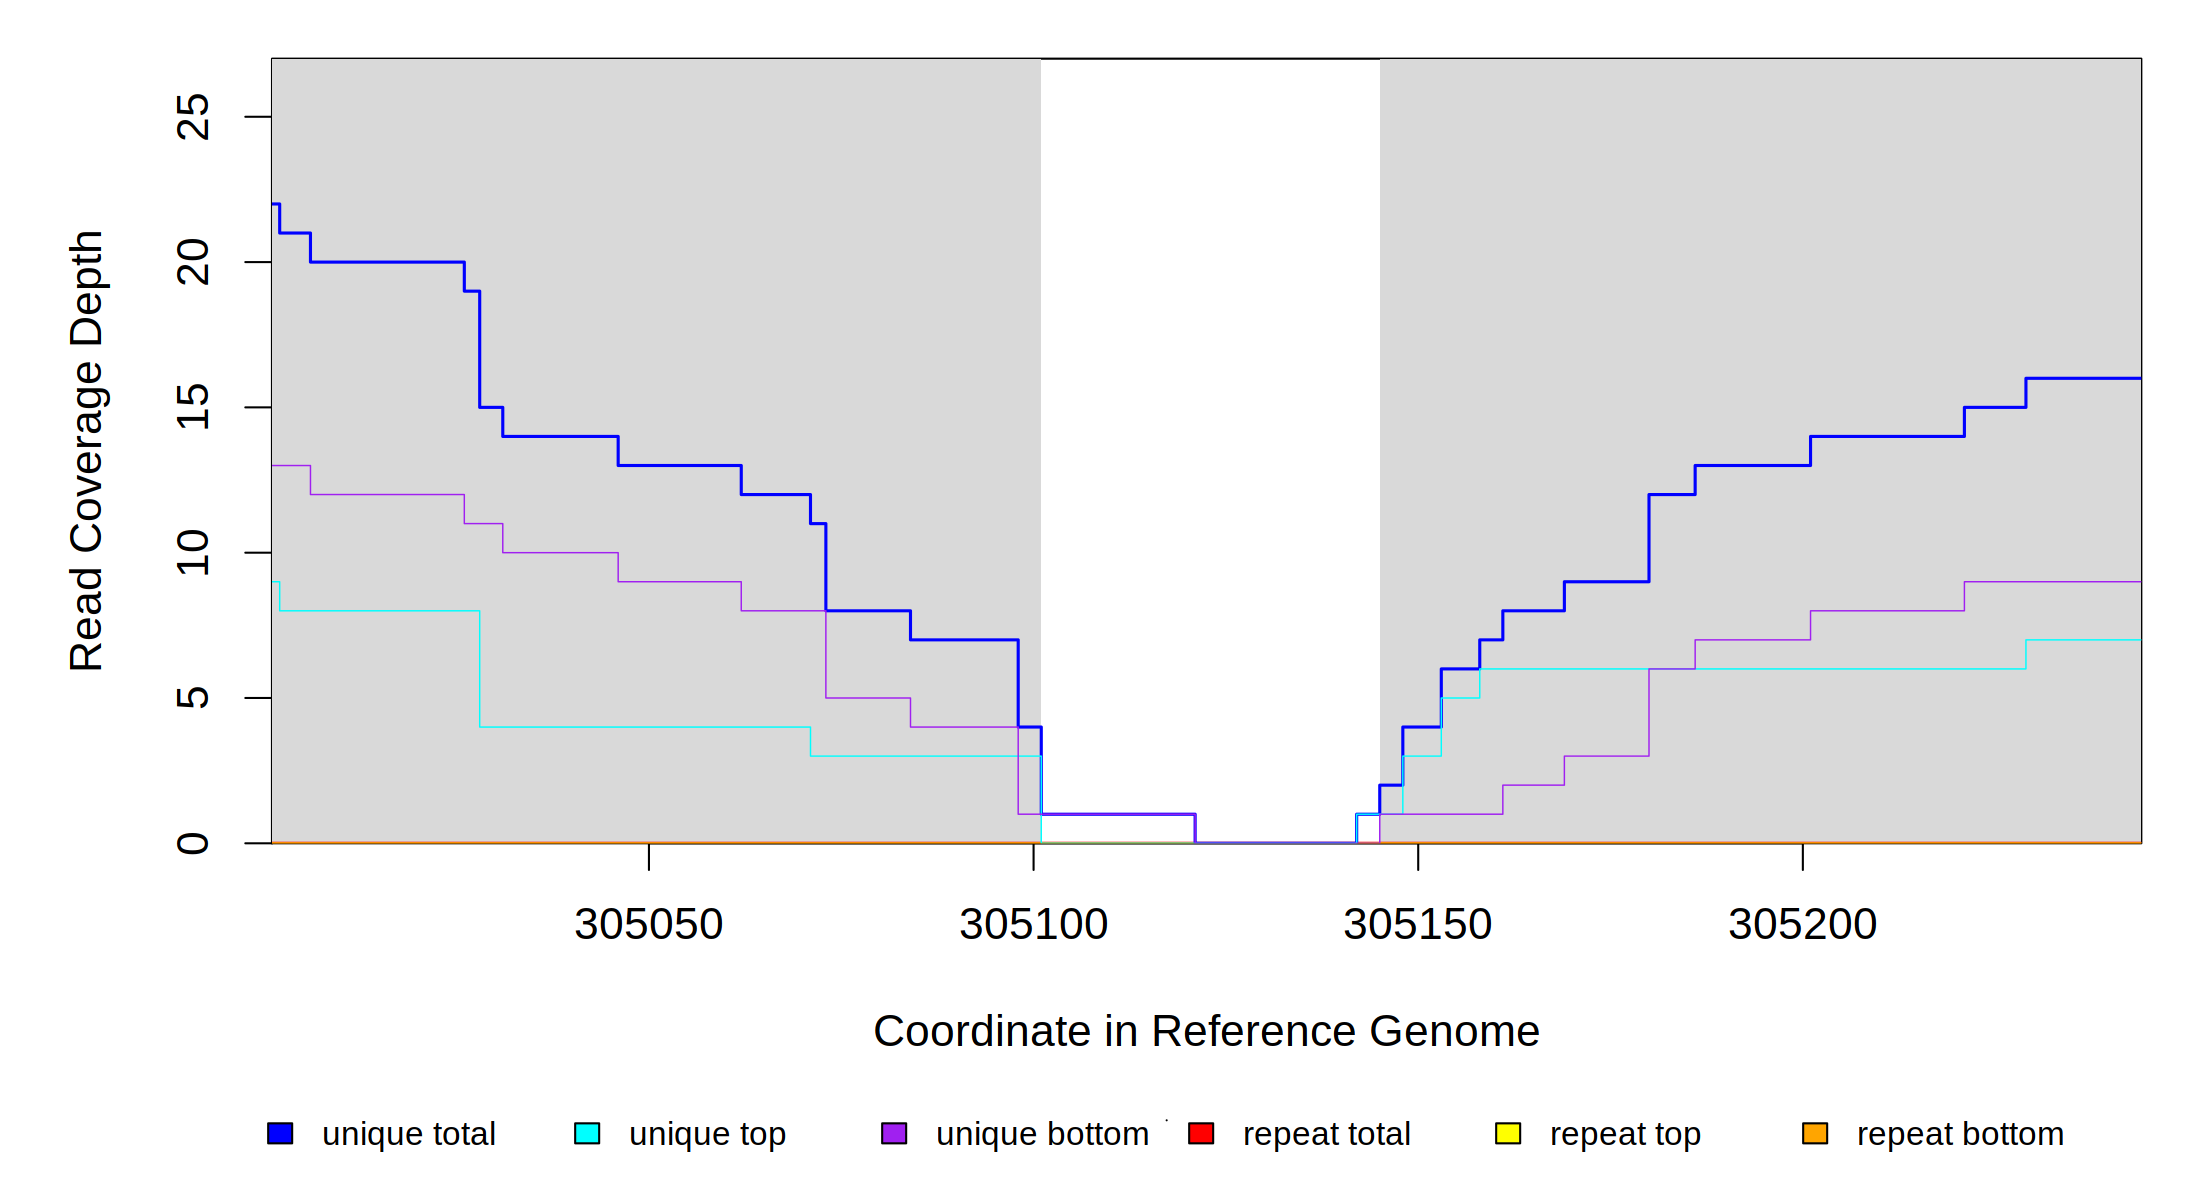 Read Coverage Depth
25
20
15
10
5
0
305050 305100 305150 305200
Coordinate in Reference Genome
unique total unique top unique bottom repeat total repeat top repeat bottom